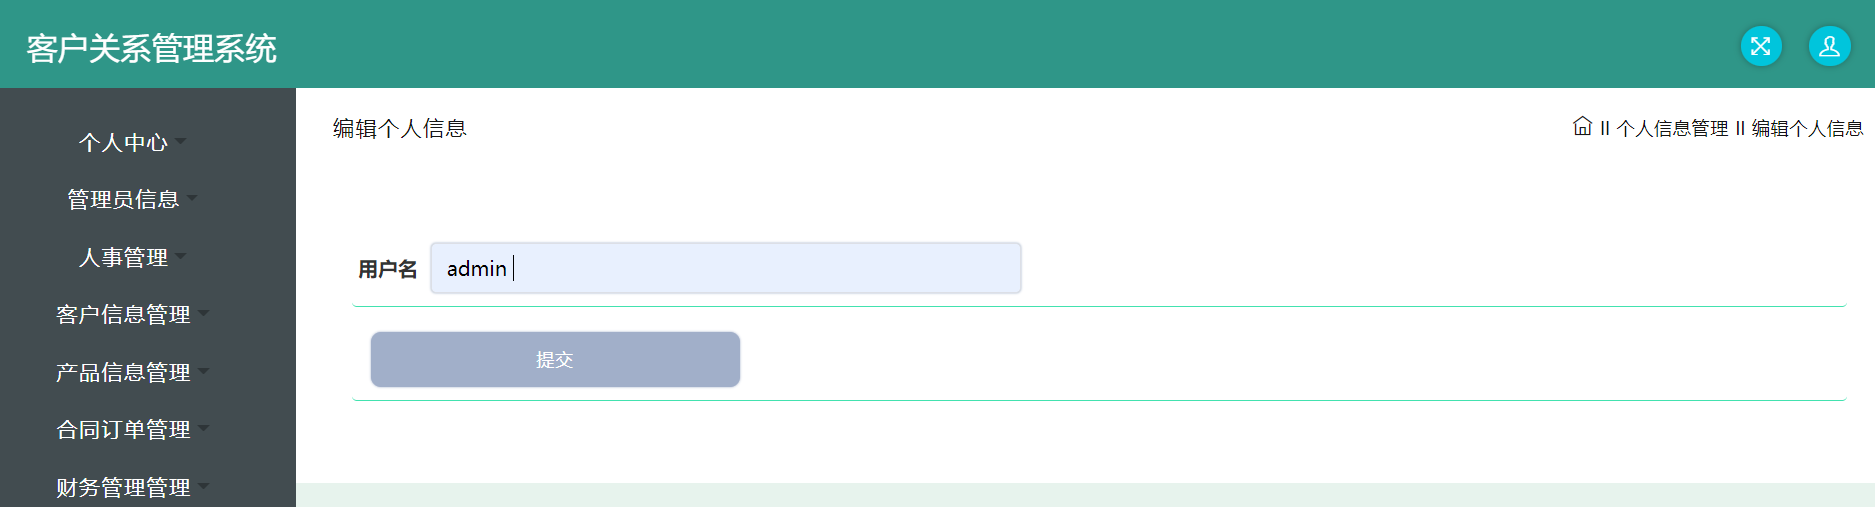 客户关系管理系统
个人中心
管理员信息
人事管理
客户信息管理
产品信息管理
合同订单管理
财务管理管理
编辑个人信息
II 个人信息管理 II 编辑个人信息
用户名 admin
提交